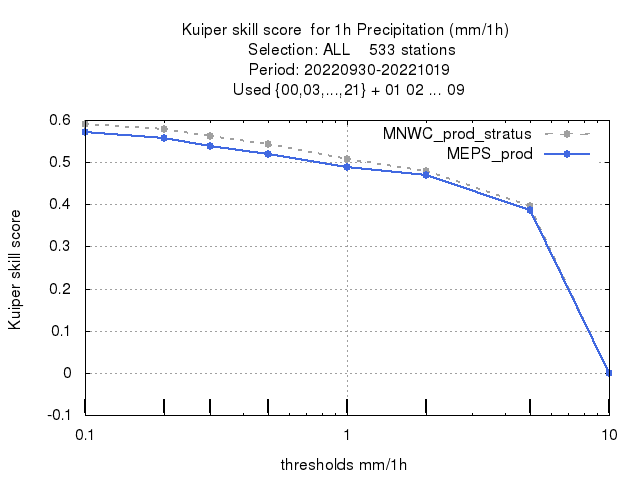 Kuiper skill score  for 1h Precipitation (mm/1h)
Selection: ALL    533 stations
Period: 20220930-20221019
Used {00,03,...,21} + 01 02 ... 09
MNWC_prod_stratus
MEPS_prod
0.6
0.5
0.4
0.3
0.2
0.1
0
-0.1
Kuiper skill score
0.1
1
10
thresholds mm/1h